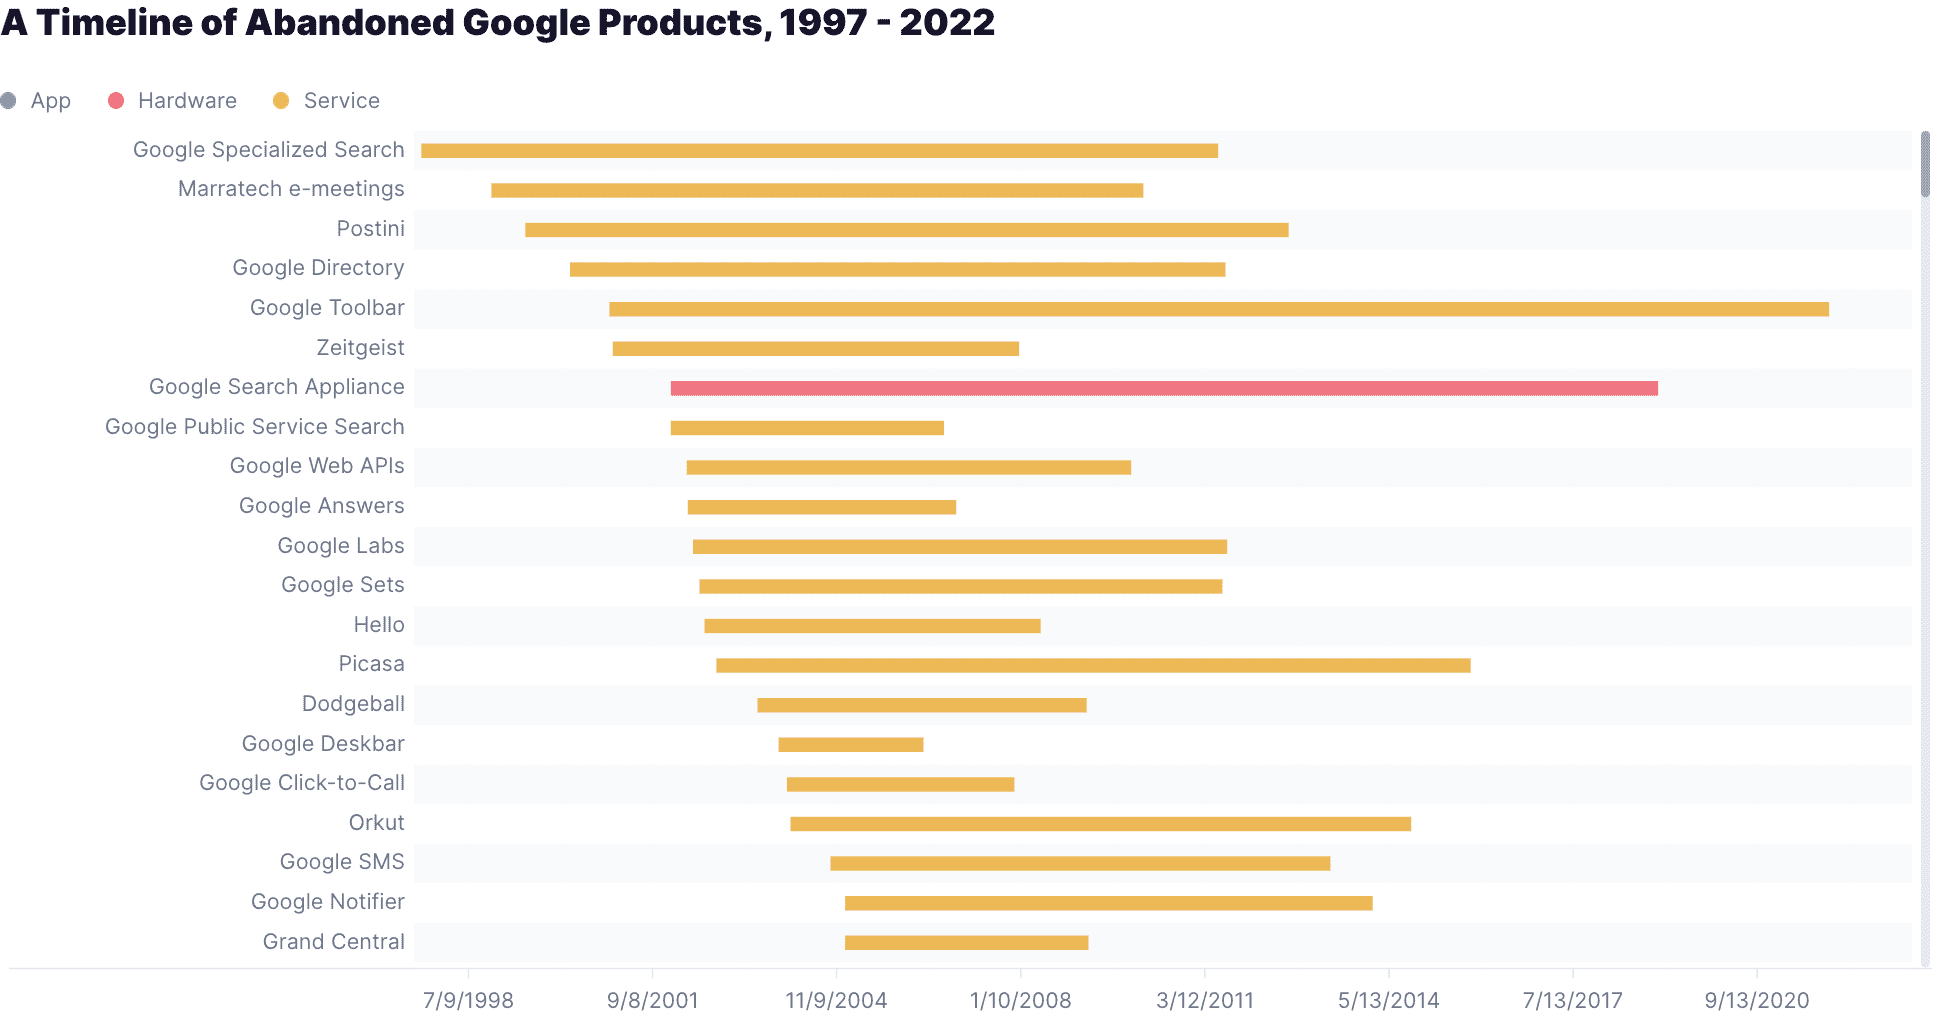 A Timeline of Abandoned Google Products, 1997 - 2022
App Hardware Service
Google Specialized Search
Marratech e-meetings
Postini
Google Directory
Google Toolbar
Zeitgeist
Google Search Appliance
Google Public Service Search
Google Web APIs
Google Answers
Google Labs
Google Sets
Hello
Picasa
Dodgeball
Google Deskbar
Google Click-to-Call
Orkut
Google SMS
Google Notifier
Grand Central
7/9/1998 9/8/2001 11/9/2004 1/10/2008 3/12/2011 5/13/2014 7/13/2017 9/13/2020